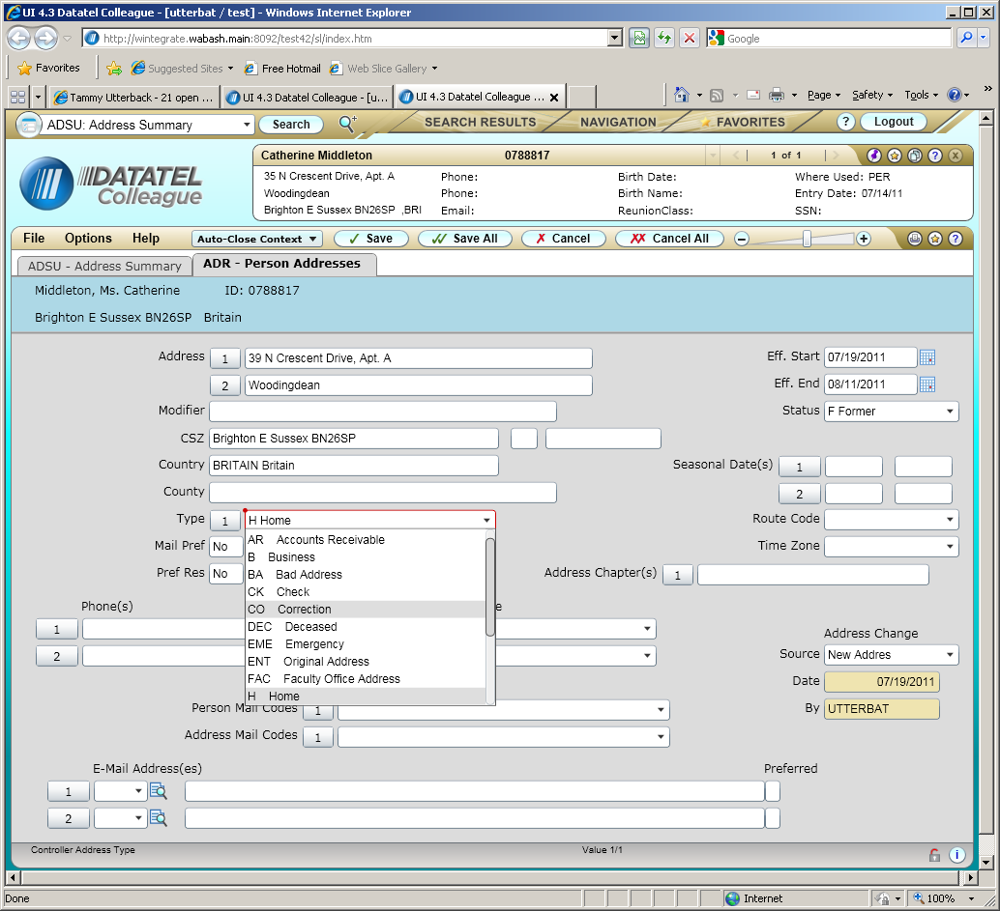 UI 4.3 Datatel Colleague - [utterbat / test] - Windows Internet Explorer
http://wintegrate.wabash.main:8092/test42/sl/index.htm
Google
Favorites
Suggested Sites
Free Hotmail
Web Slice Gallery
Tammy Utterback - 21 open ...
UI 4.3 Datatel Colleague - [u...
UI 4.3 Datatel Colleague ...
Page
Safety
Tools
»
ADSU: Address Summary
Search
SEARCH RESULTS
NAVIGATION
FAVORITES
?
Logout
DATATEL
Colleague
Catherine Middleton
0788817
1 of 1
35 N Crescent Drive, Apt. A
Phone:
Birth Date:
Where Used: PER
Woodingdean
Phone:
Birth Name:
Entry Date: 07/14/11
Brighton E Sussex BN26SP ,BRI
Email:
ReunionClass:
SSN:
File
Options
Help
Auto-Close Context
Save
Save All
Cancel
Cancel All
ADSU - Address Summary
ADR - Person Addresses
Middleton, Ms. Catherine
ID: 0788817
Brighton E Sussex BN26SP Britain
Address 1 39 N Crescent Drive, Apt. A
Eff. Start 07/19/2011
2 Woodingdean
Eff. End 08/11/2011
Modifier
Status F Former
CSZ Brighton E Sussex BN26SP
Country BRITAIN Britain
Seasonal Date(s) 1
County
2
Type 1 H Home
Route Code
Mail Pref No
Time Zone
Pref Res No
Address Chapter(s) 1
AR Accounts Receivable
B Business
BA Bad Address
CK Check
CO Correction
DEC Deceased
EME Emergency
ENT Original Address
FAC Faculty Office Address
H Home
Phone(s)
e
1
2
Address Change
Source New Addres
Date 07/19/2011
By UTTERBAT
Person Mail Codes 1
Address Mail Codes 1
E-Mail Address(es)
Preferred
1
2
Controller Address Type
Value 1/1
Done
Internet
100%